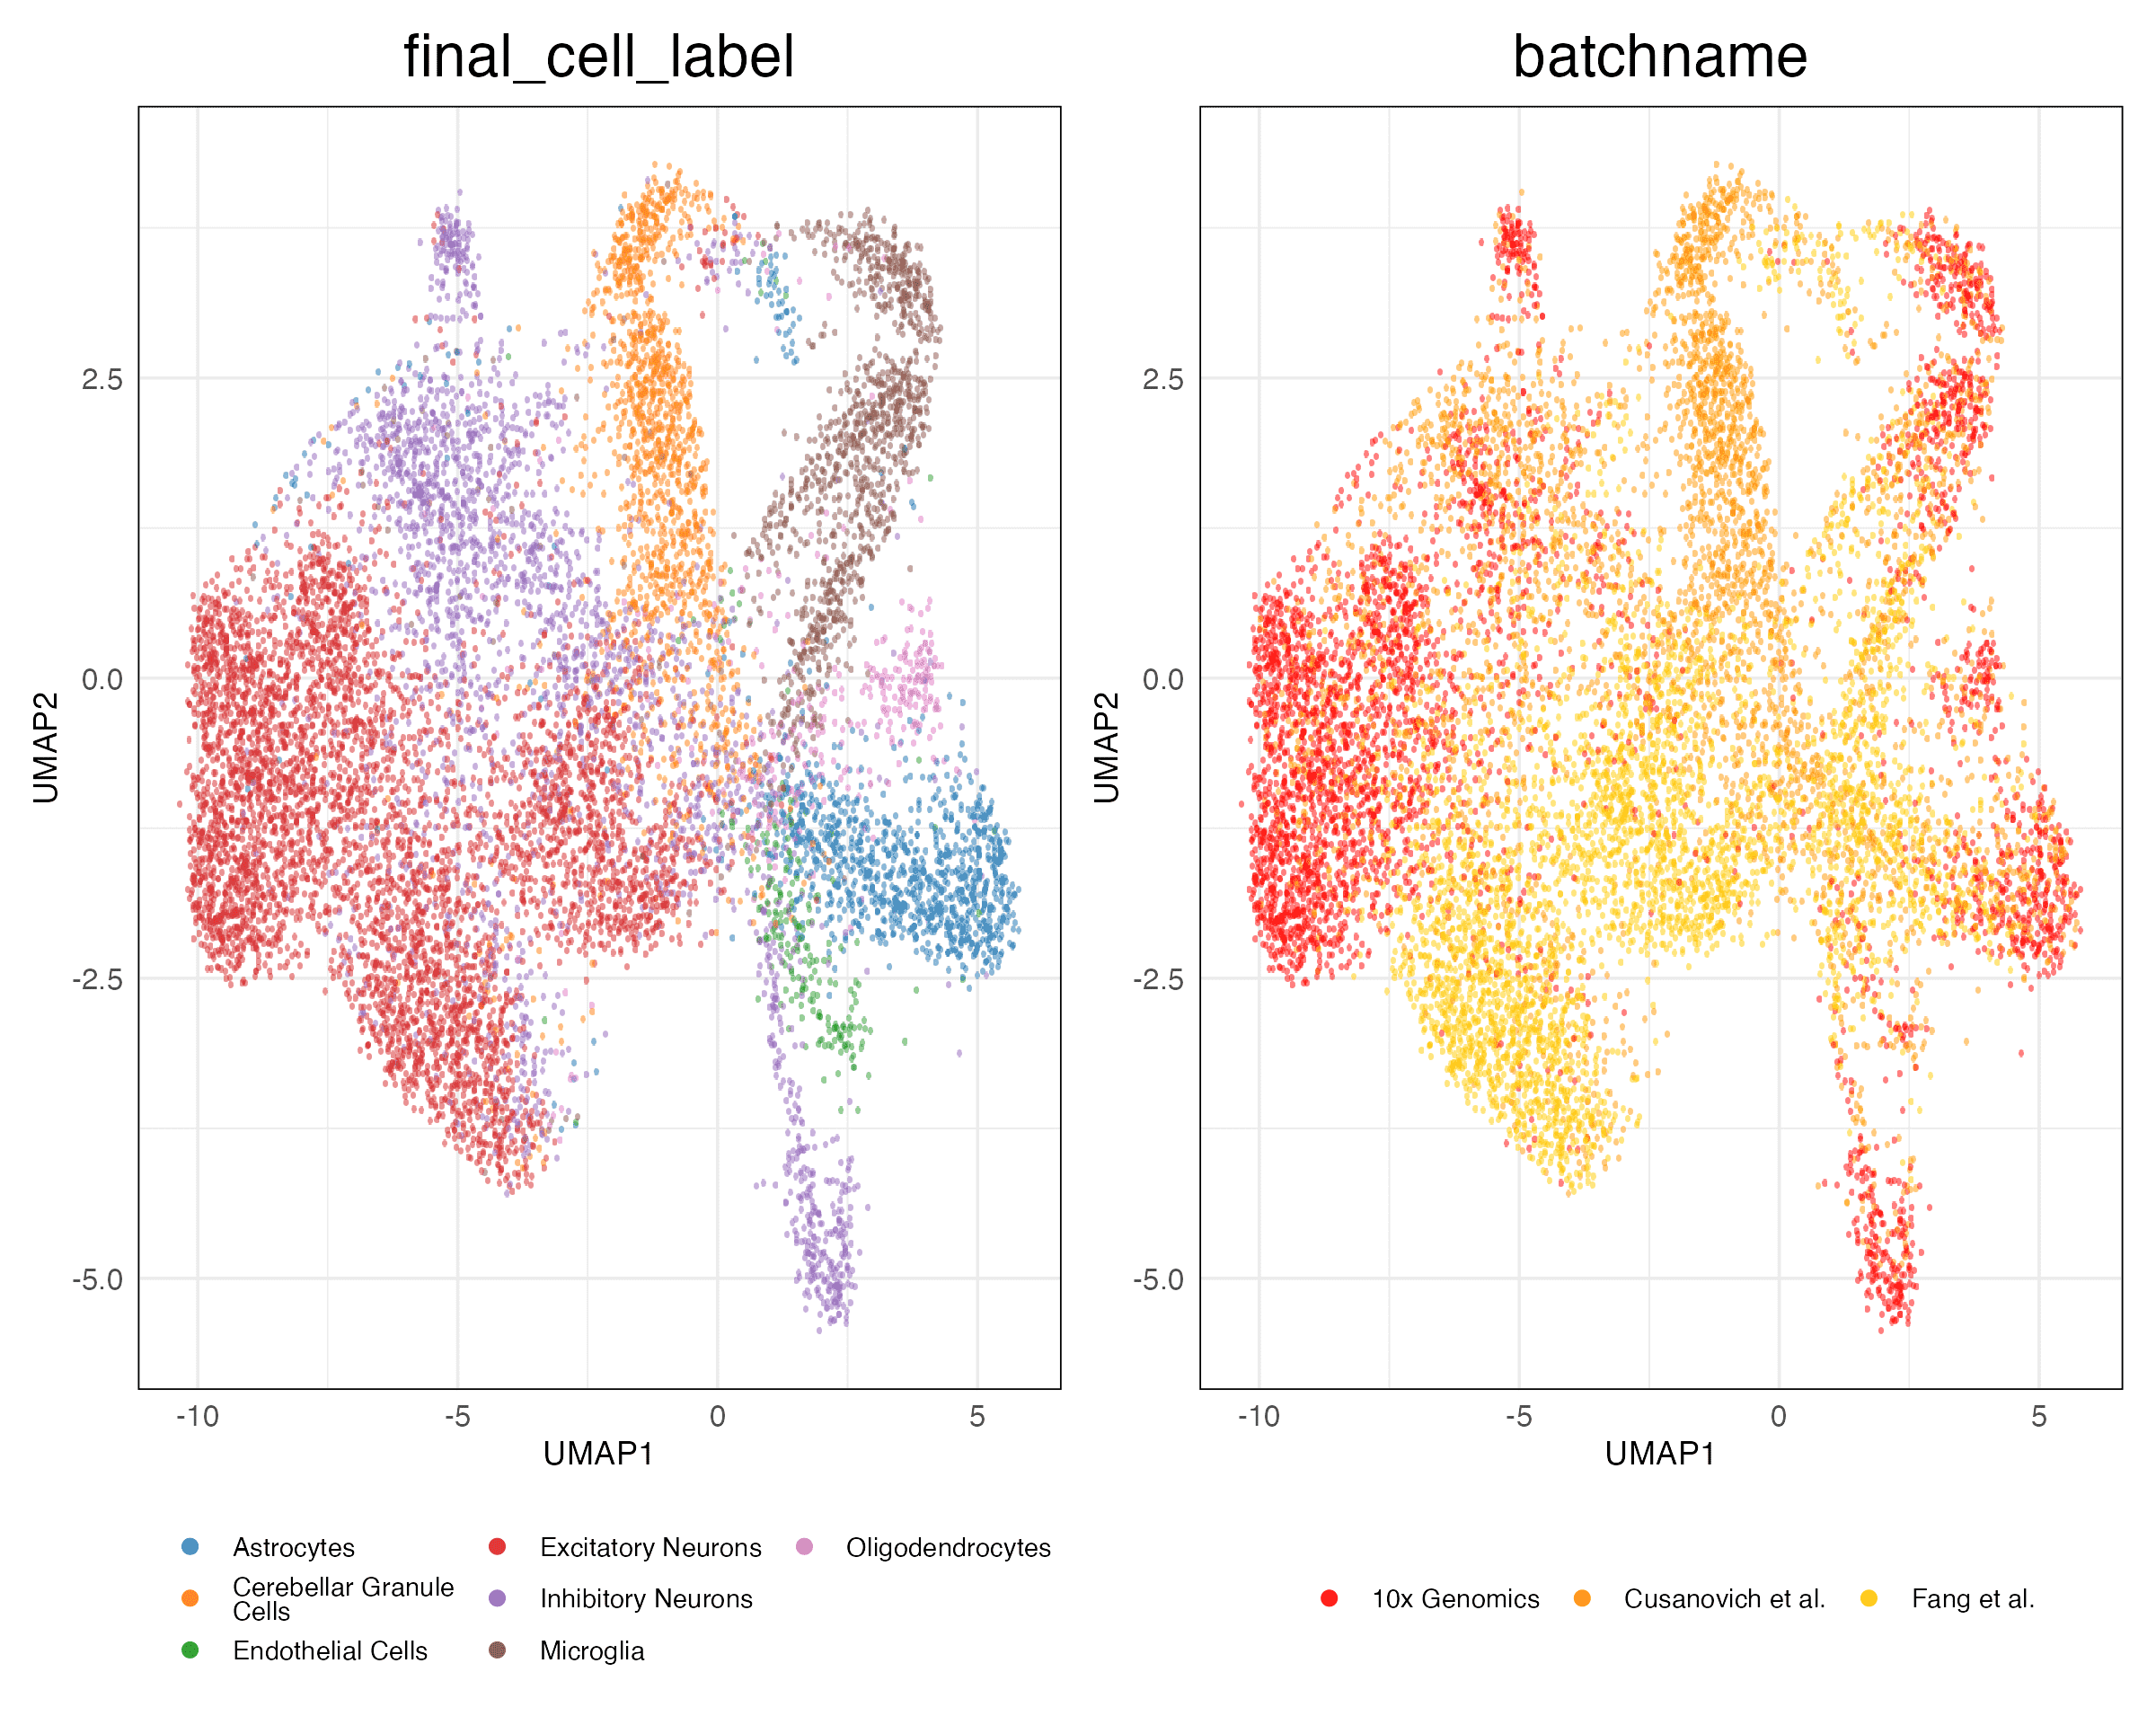 final_cell_label
batchname
2.5
0.0
-2.5
-5.0
UMAP2
-10
-5
0
5
UMAP1
2.5
0.0
-2.5
-5.0
UMAP2
-10
-5
0
5
UMAP1
Astrocytes
Cerebellar Granule
Cells
Endothelial Cells
Excitatory Neurons
Inhibitory Neurons
Microglia
Oligodendrocytes
10x Genomics
Cusanovich et al.
Fang et al.